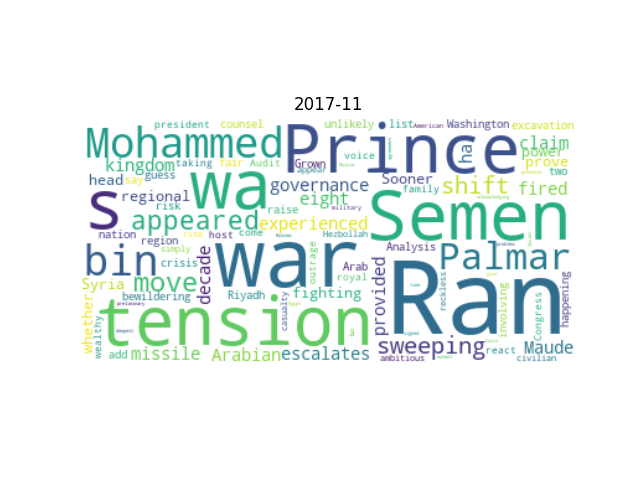 2017-11
president counsel unlikely list American Washington excavation
Mohammed Prince ha claim
kingdom taking fair Audit Grown voice power
head say guess appear Sooner prove two
s regional risk wa governance family shift fired
appeared experienced eight military Semen
nation raise
region rise host come Hezbollah
bin simply war outrage Arab Analysis Palmar
Syria crisis decade royal provided reckless
move Riyadh casualty fighting Ran involving happening
whether bewildering tension Congress
wealthy sweeping Maude
add missile Arabian escalates react
ambitious civilian